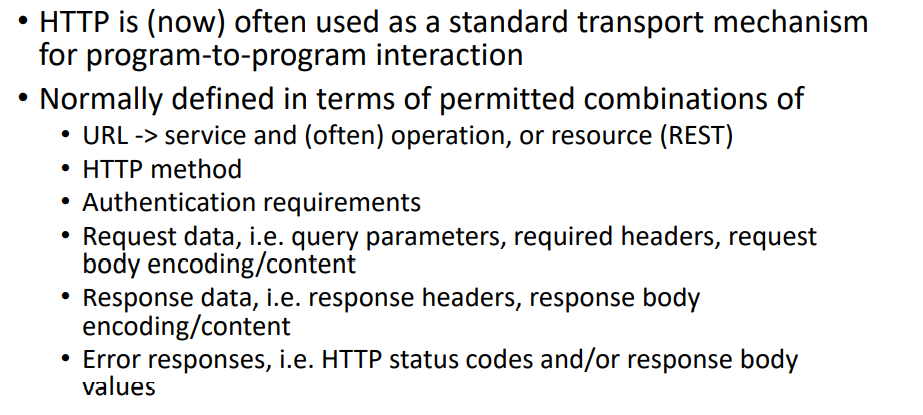 • HTTP is (now) often used as a standard transport mechanism
for program-to-program interaction
• Normally defined in terms of permitted combinations of
• URL -> service and (often) operation, or resource (REST)
• HTTP method
• Authentication requirements
• Request data, i.e. query parameters, required headers, request
body encoding/content
• Response data, i.e. response headers, response body
encoding/content
• Error responses, i.e. HTTP status codes and/or response body
values